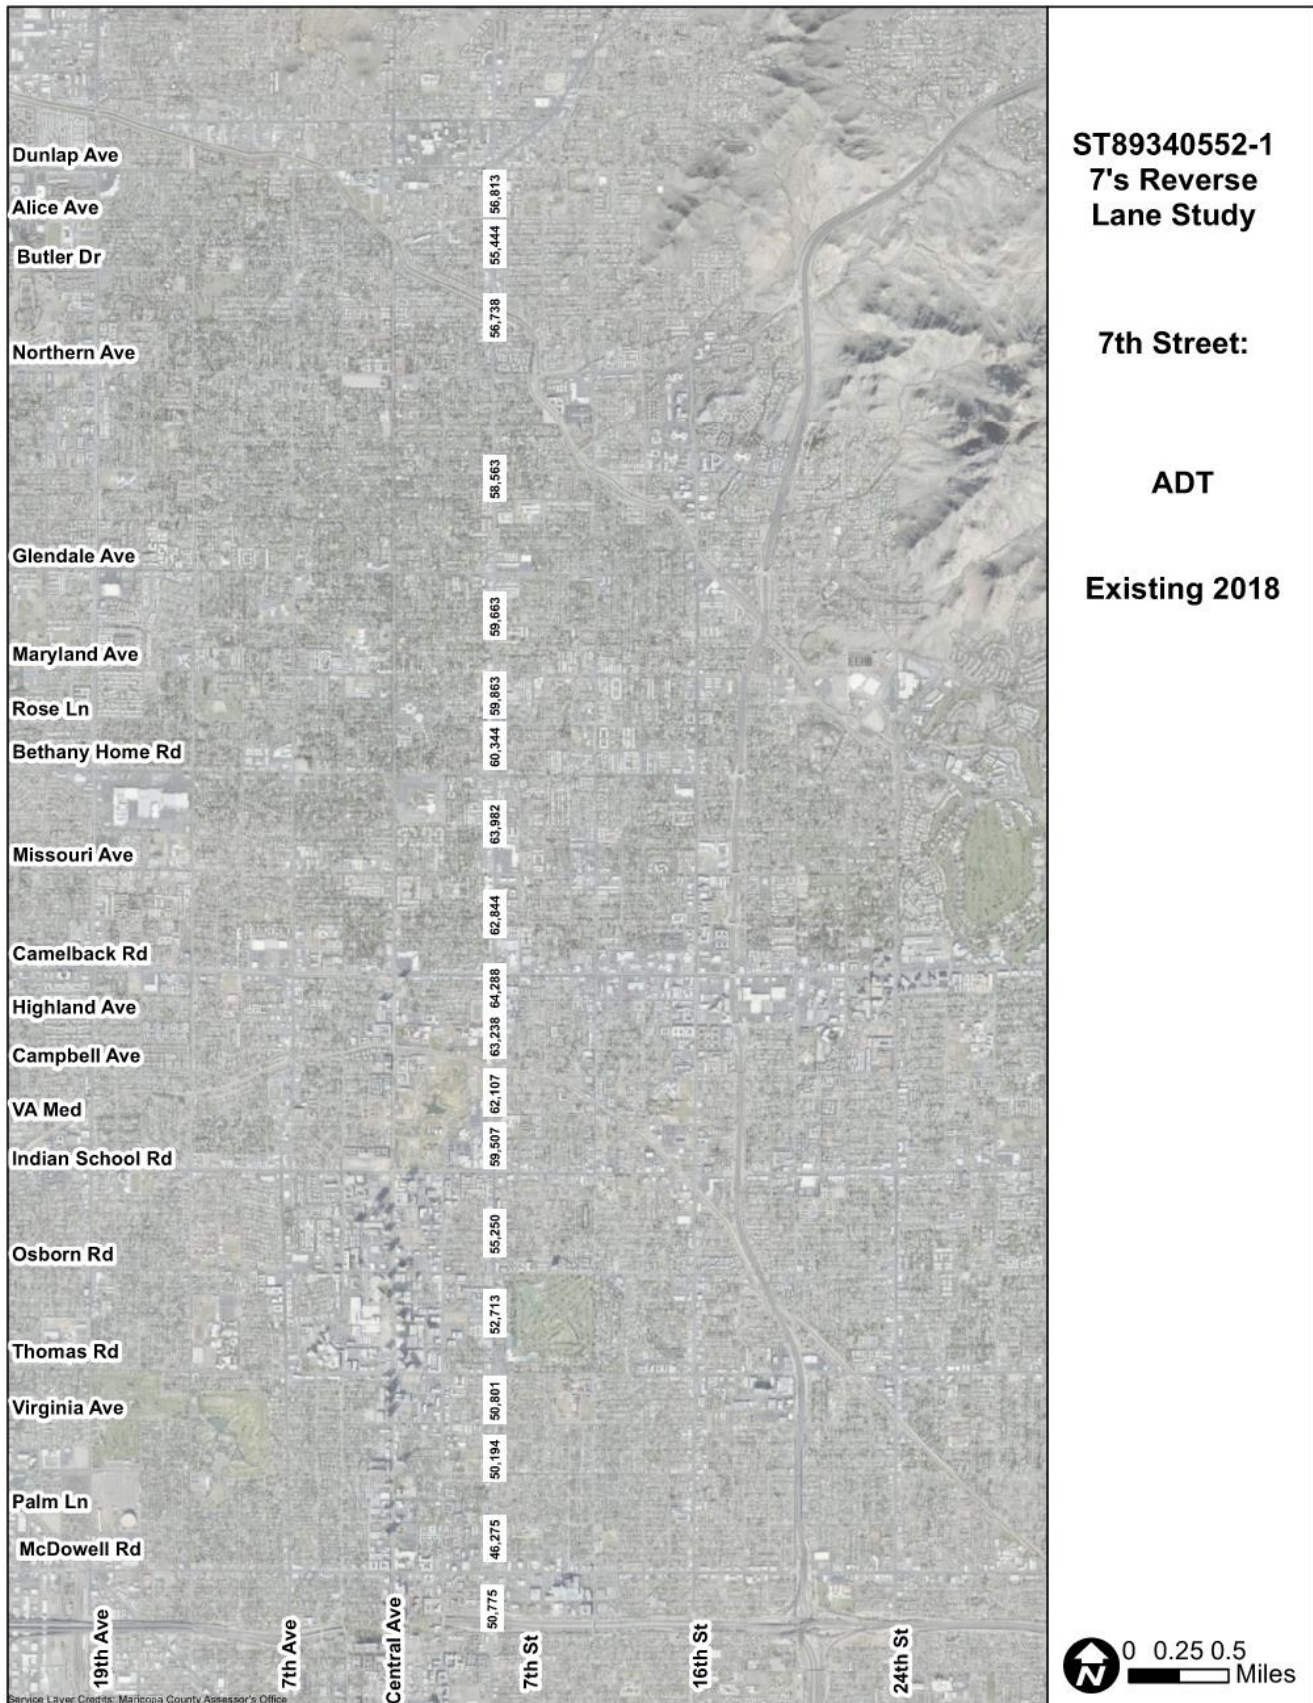 ST89340552-1
7's Reverse
Lane Study
7th Street:
ADT
Existing 2018
Dunlap Ave
56,813
Alice Ave
55,444
Butler Dr
56,738
Northern Ave
58,563
Glendale Ave
59,663
Maryland Ave
59,863
Rose Ln
60,344
Bethany Home Rd
63,982
Missouri Ave
62,844
Camelback Rd
64,288
Highland Ave
63,238
Campbell Ave
62,107
VA Med
59,507
Indian School Rd
55,250
Osborn Rd
52,713
Thomas Rd
50,801
Virginia Ave
50,194
Palm Ln
46,275
McDowell Rd
50,775
19th Ave
7th Ave
Central Ave
7th St
16th St
24th St
N
0 0.25 0.5
Miles
Service Layer Credits: Maricopa County Assessor's Office